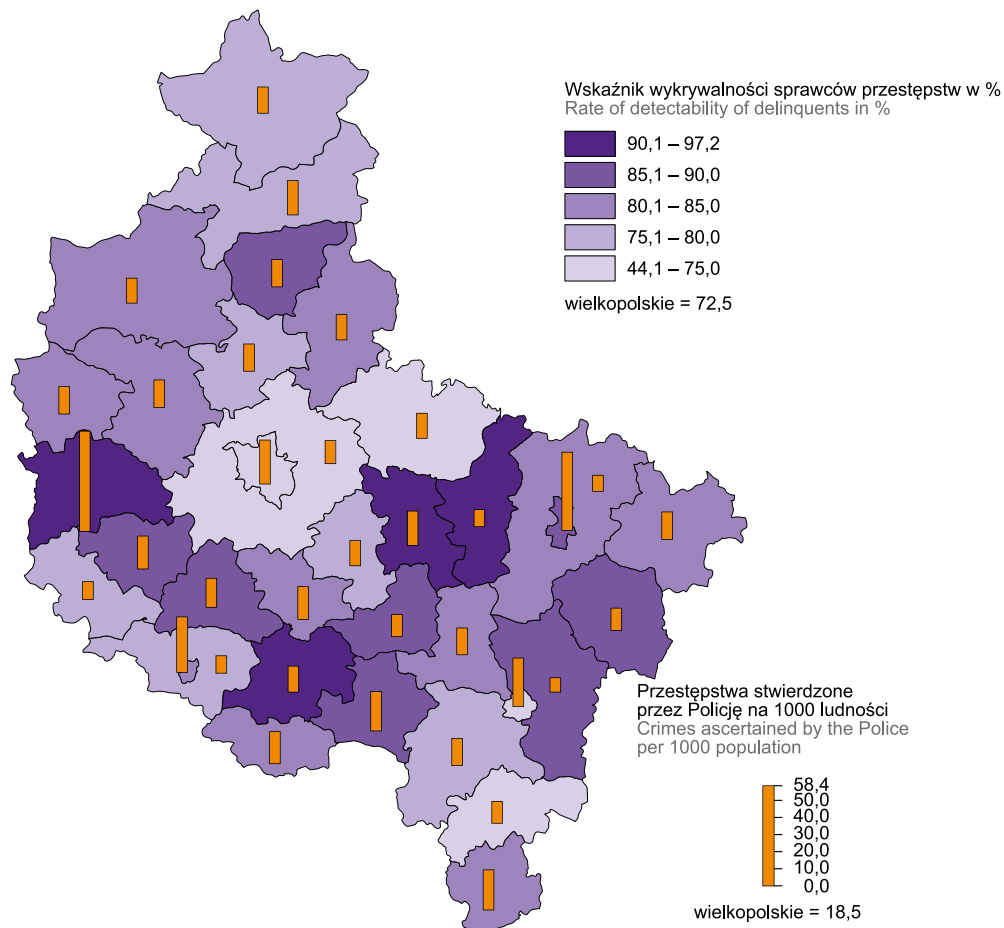 Wskaźnik wykrywalności sprawców przestępstw w %
Rate of detectability of delinquents in %
90,1 – 97,2
85,1 – 90,0
80,1 – 85,0
75,1 – 80,0
44,1 – 75,0
wielkopolskie = 72,5
Przestępstwa stwierdzone
przez Policję na 1000 ludności
Crimes ascertained by the Police
per 1000 population
58,4
50,0
40,0
30,0
20,0
10,0
0,0
wielkopolskie = 18,5